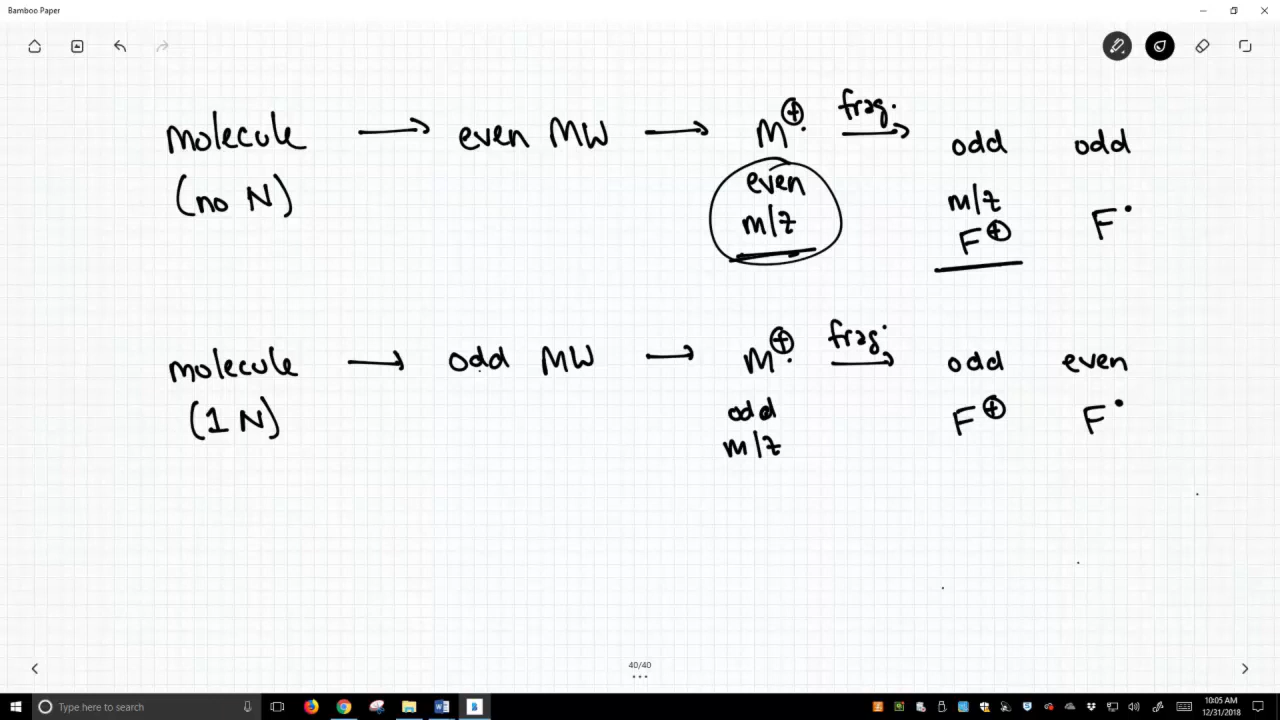 Bamboo Paper
molecule → even MW → M⊕· frag. → odd odd
(no N) even m/z F·
m/z F⊕
molecule → odd MW → M⊕· frag. → odd even
(1 N) odd F⊕ F·
m/z
40/40
Type here to search
10:05 AM
12/31/2018